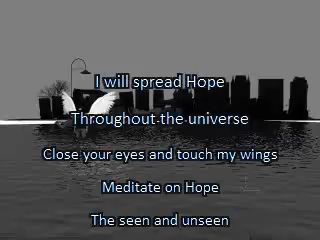 I will spread Hope
Throughout the universe
Close your eyes and touch my wings
Meditate on Hope
The seen and unseen